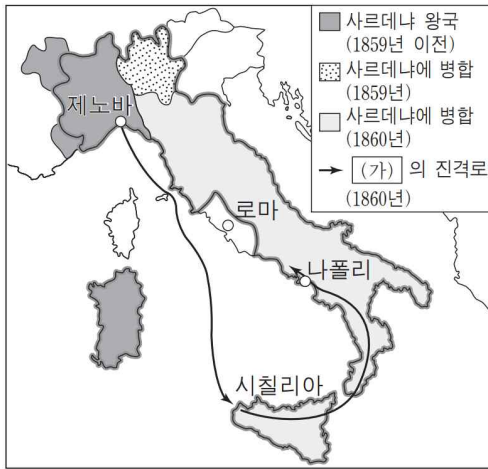 사르데냐 왕국
(1859년 이전)
사르데냐에 병합
(1859년)
사르데냐에 병합
(1860년)
(가) 의 진격로
(1860년)
제노바
로마
나폴리
시칠리아